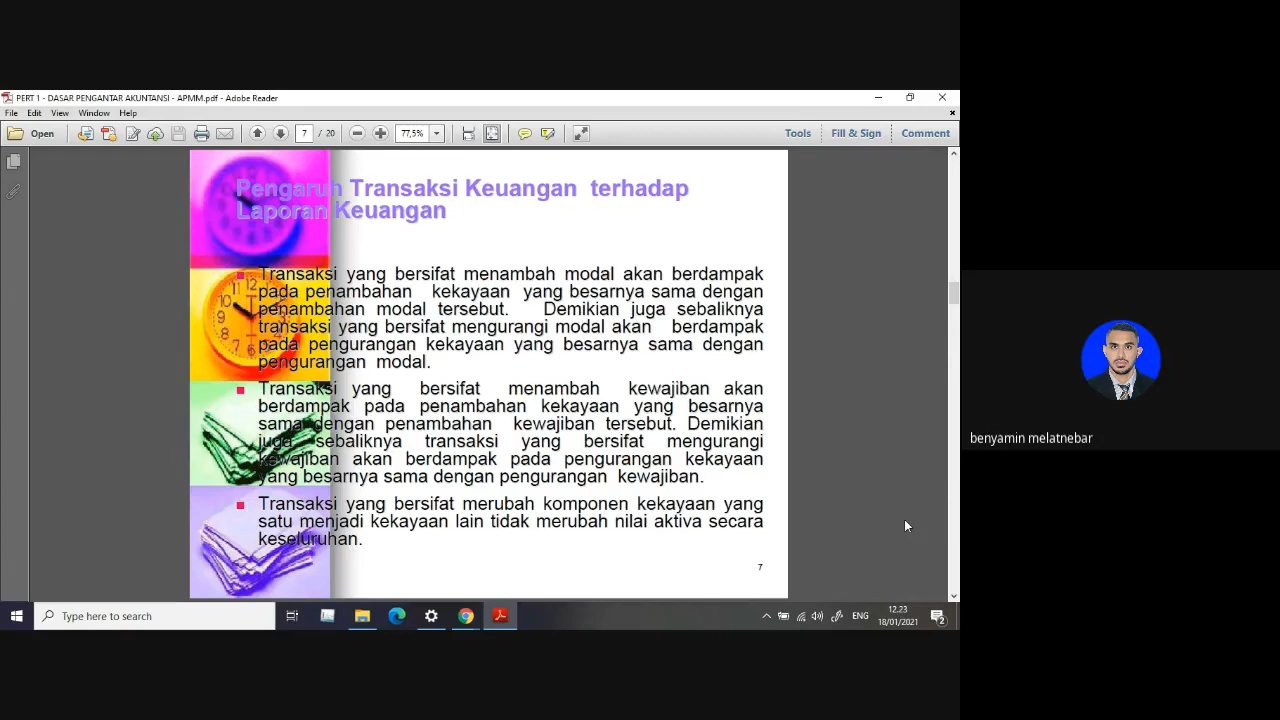 PERT 1 - DASAR PENGANTAR AKUNTANSI - APMM.pdf - Adobe Reader
File Edit View Window Help
Open 7 / 20 77,5% Tools Fill & Sign Comment
Pengaruh Transaksi Keuangan terhadap
Laporan Keuangan
Transaksi yang bersifat menambah modal akan berdampak
pada penambahan kekayaan yang besarnya sama dengan
penambahan modal tersebut. Demikian juga sebaliknya
transaksi yang bersifat mengurangi modal akan berdampak
pada pengurangan kekayaan yang besarnya sama dengan
pengurangan modal.
Transaksi yang bersifat menambah kewajiban akan
berdampak pada penambahan kekayaan yang besarnya
sama dengan penambahan kewajiban tersebut. Demikian
juga sebaliknya transaksi yang bersifat mengurangi
kewajiban akan berdampak pada pengurangan kekayaan
yang besarnya sama dengan pengurangan kewajiban.
Transaksi yang bersifat merubah komponen kekayaan yang
satu menjadi kekayaan lain tidak merubah nilai aktiva secara
keseluruhan.
7
benyamin melatnebar
Type here to search
ENG
12.23
18/01/2021
2